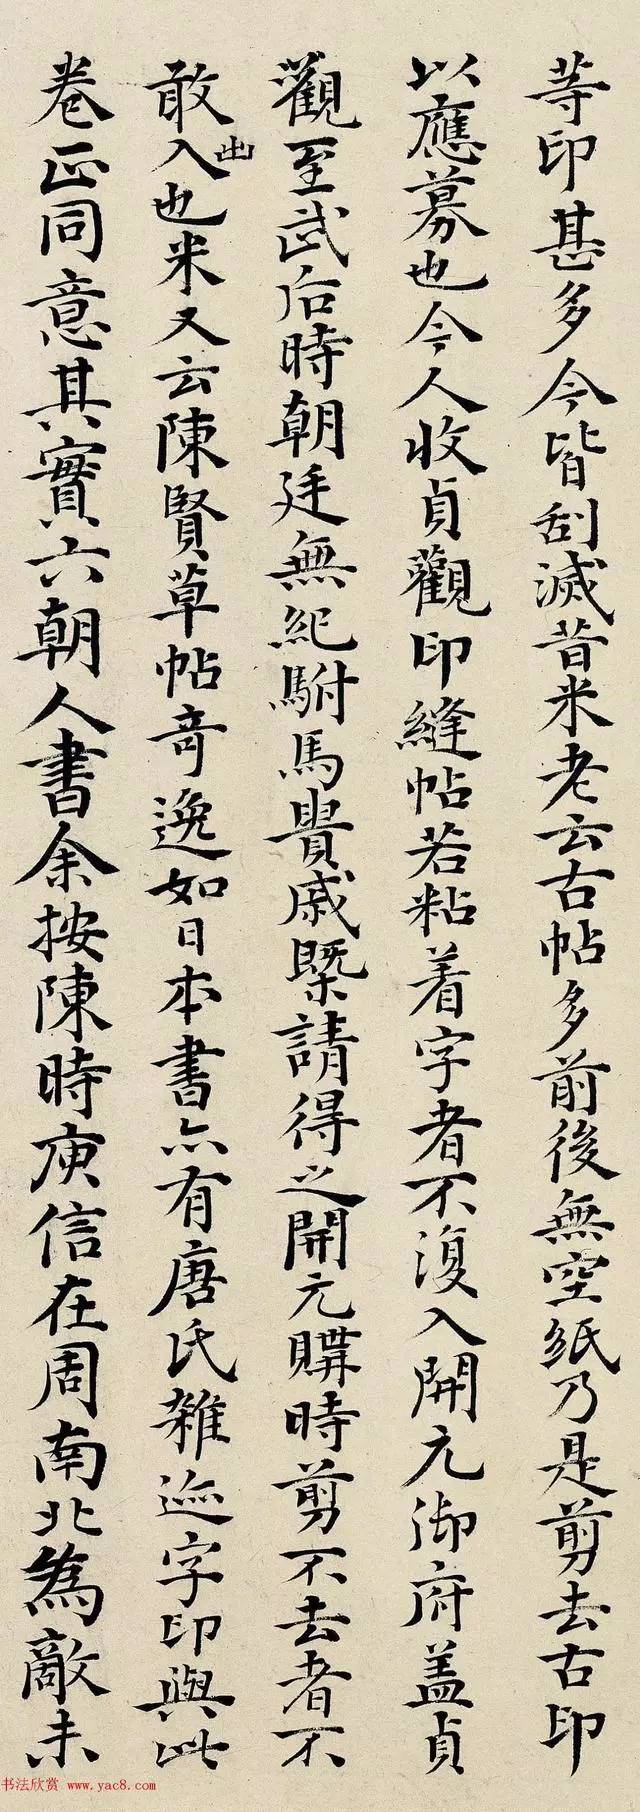 等印甚多今皆刮滅昔米老云古帖多前後無空紙乃是剪去古印
以應募也今人收貞觀印縫帖若粘着字者不復入開元御府盖貞
觀至武后時朝廷無紀駙馬貴戚槩請得之開元購時剪不去者不
敢出入也米又云陳賢草帖奇逸如日本書亦有唐氏雜迹字印與此
卷正同意其實六朝人書余按陳時庾信在周南北為敵未
书法欣赏 www.yac8.com